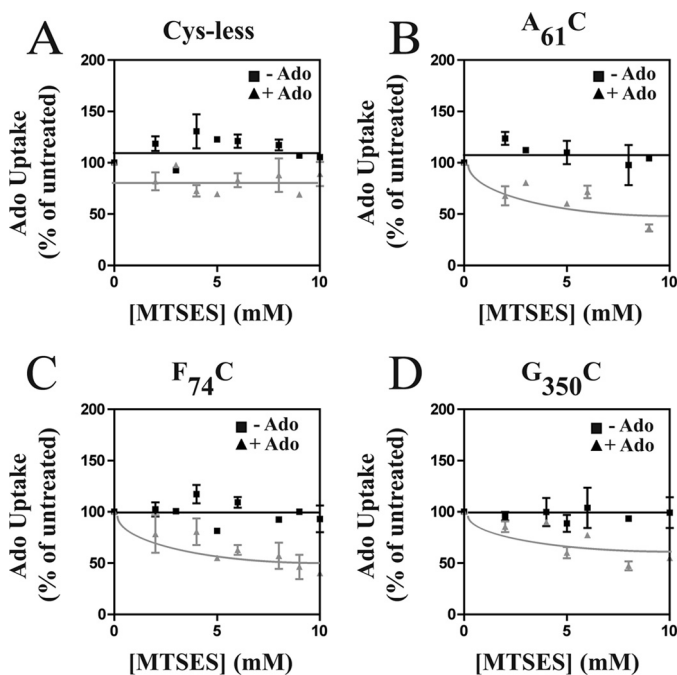 A
Cys-less
200
150
100
50
0
0
5
10
Ado Uptake
(% of untreated)
[MTSES] (mM)
- Ado
+ Ado
B
A61C
200
150
100
50
0
0
5
10
Ado Uptake
(% of untreated)
[MTSES] (mM)
- Ado
+ Ado
C
F74C
200
150
100
50
0
0
5
10
Ado Uptake
(% of untreated)
[MTSES] (mM)
- Ado
+ Ado
D
G350C
200
150
100
50
0
0
5
10
Ado Uptake
(% of untreated)
[MTSES] (mM)
- Ado
+ Ado